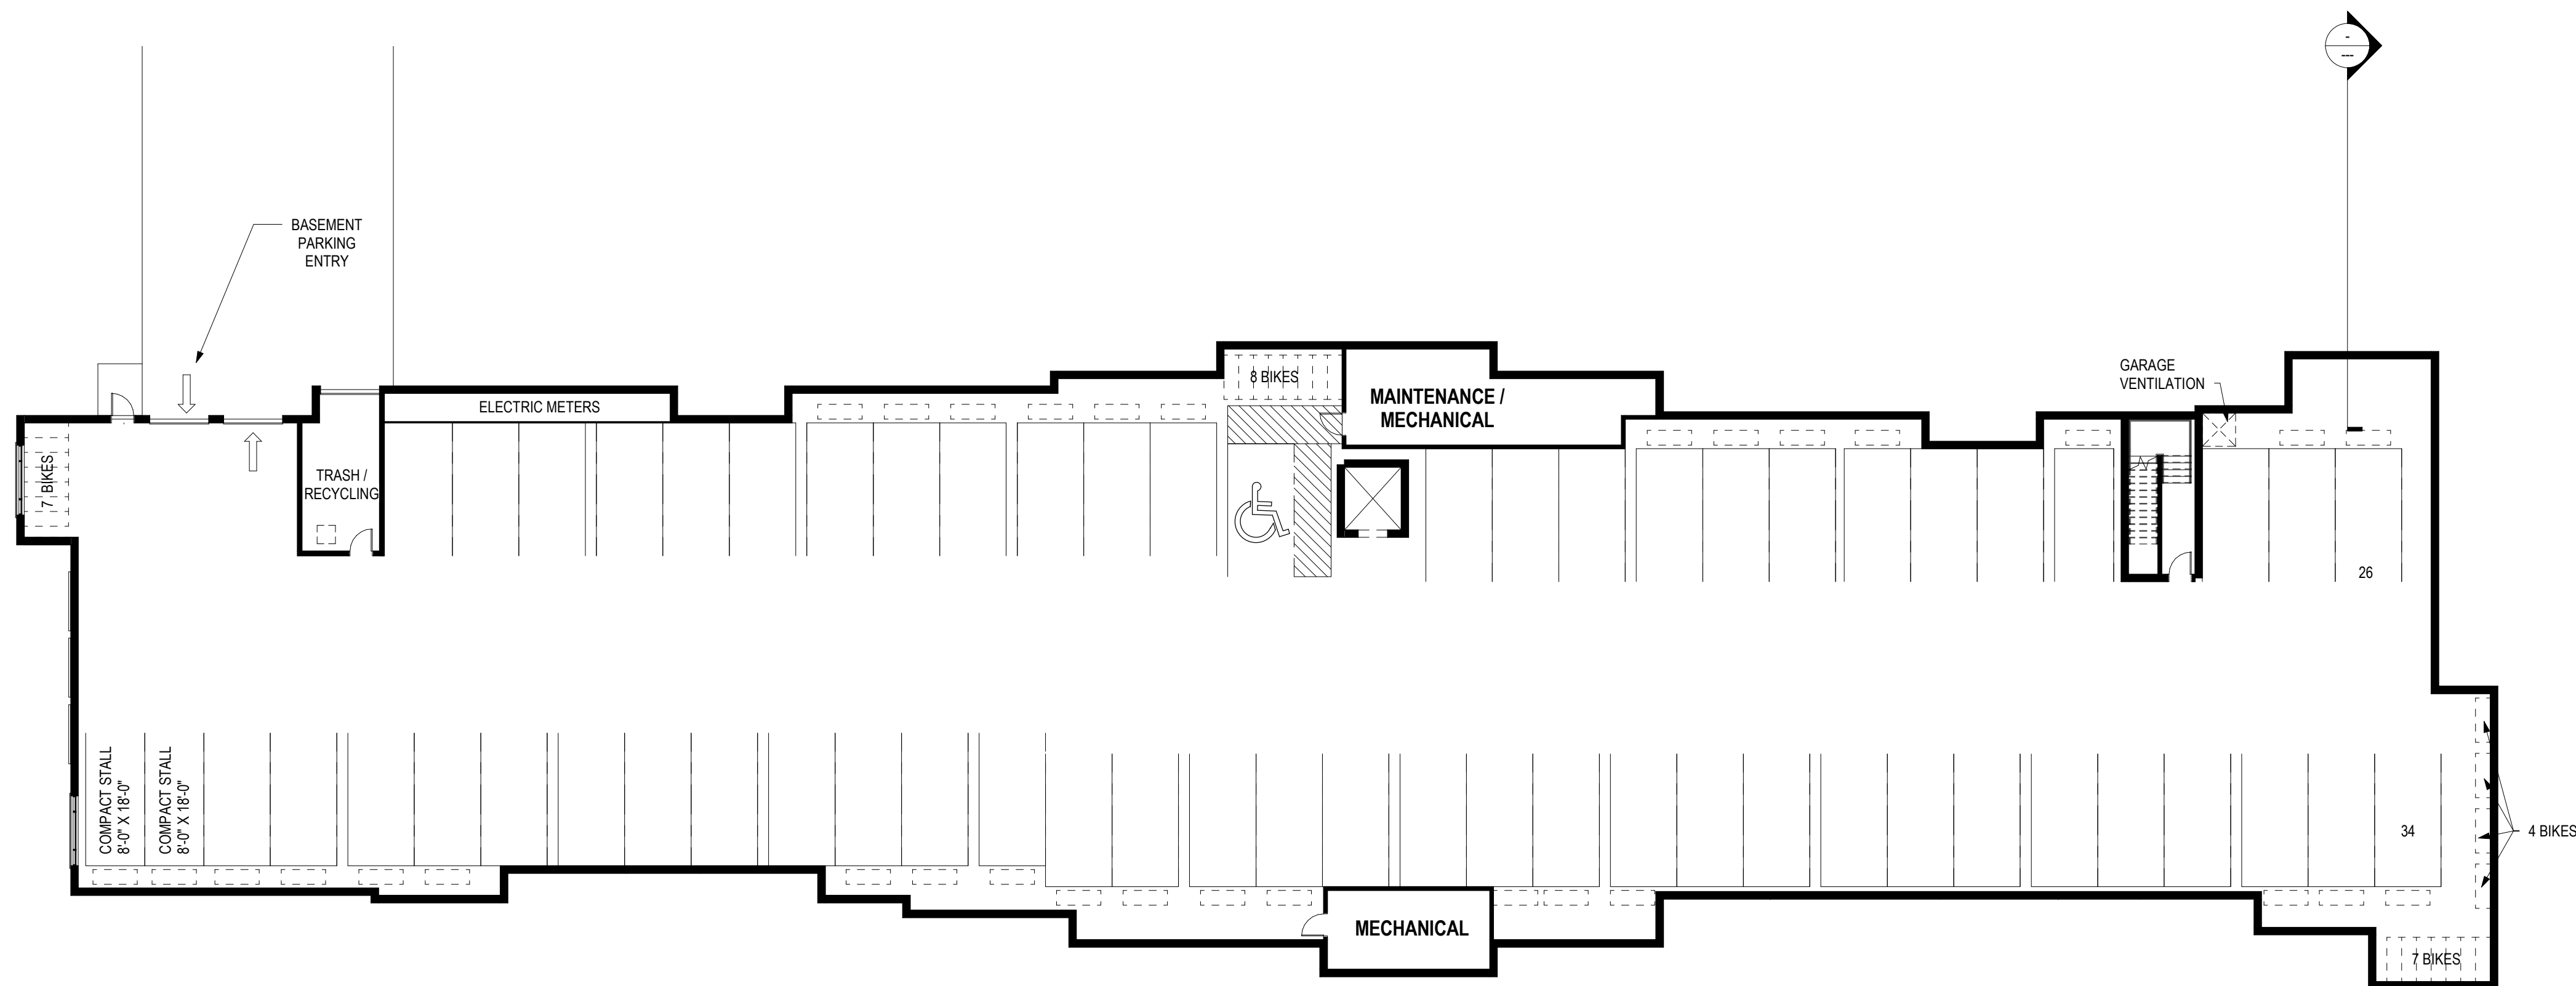 -
---
BASEMENT
PARKING
ENTRY
GARAGE
VENTILATION
8 BIKES
MAINTENANCE /
MECHANICAL
ELECTRIC METERS
7 BIKES
TRASH /
RECYCLING
26
COMPACT STALL
8'-0" X 18'-0"
COMPACT STALL
8'-0" X 18'-0"
34
4 BIKES
MECHANICAL
7 BIKES